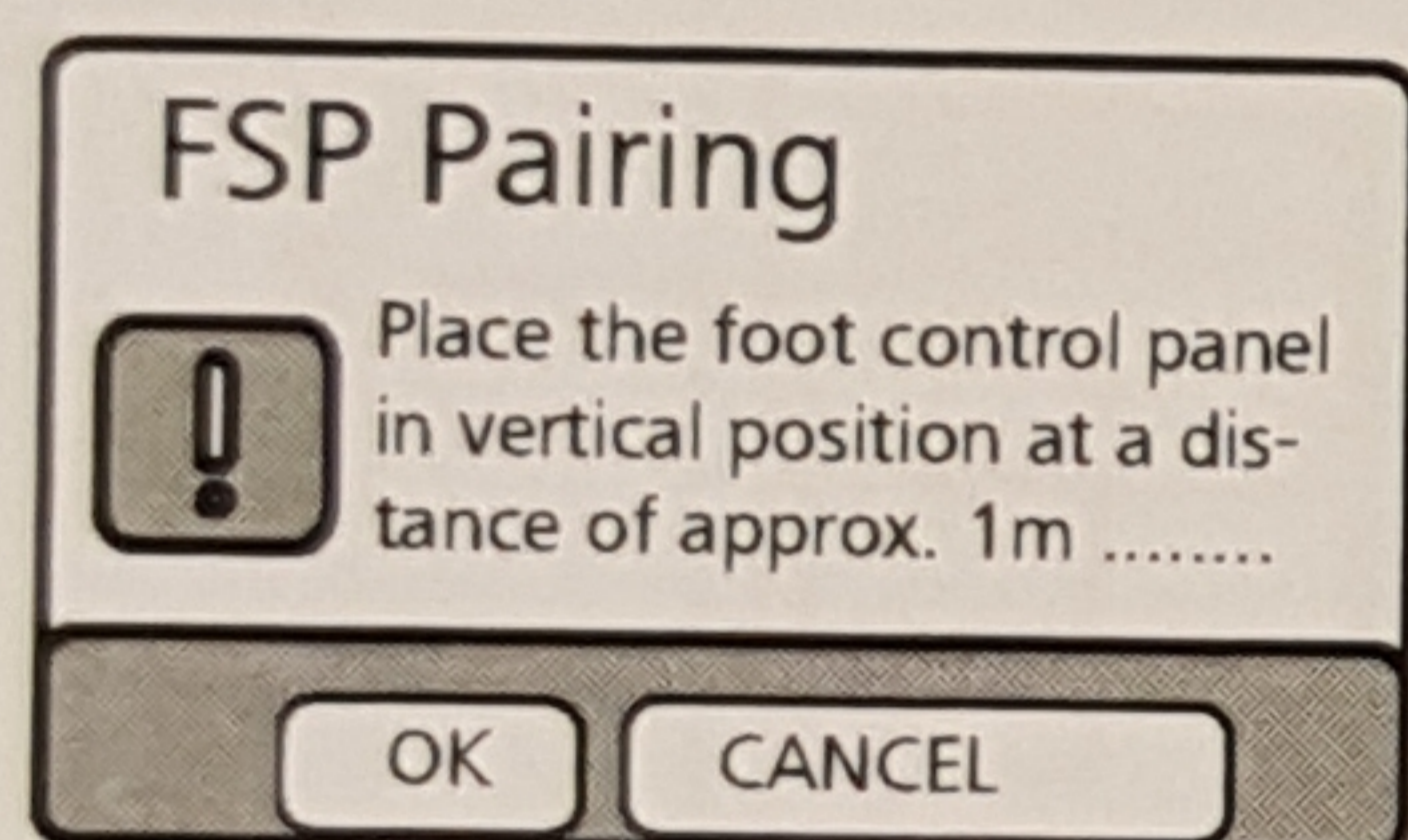 FSP Pairing
Place the foot control panel
in vertical position at a dis-
tance of approx. 1m ........
OK
CANCEL